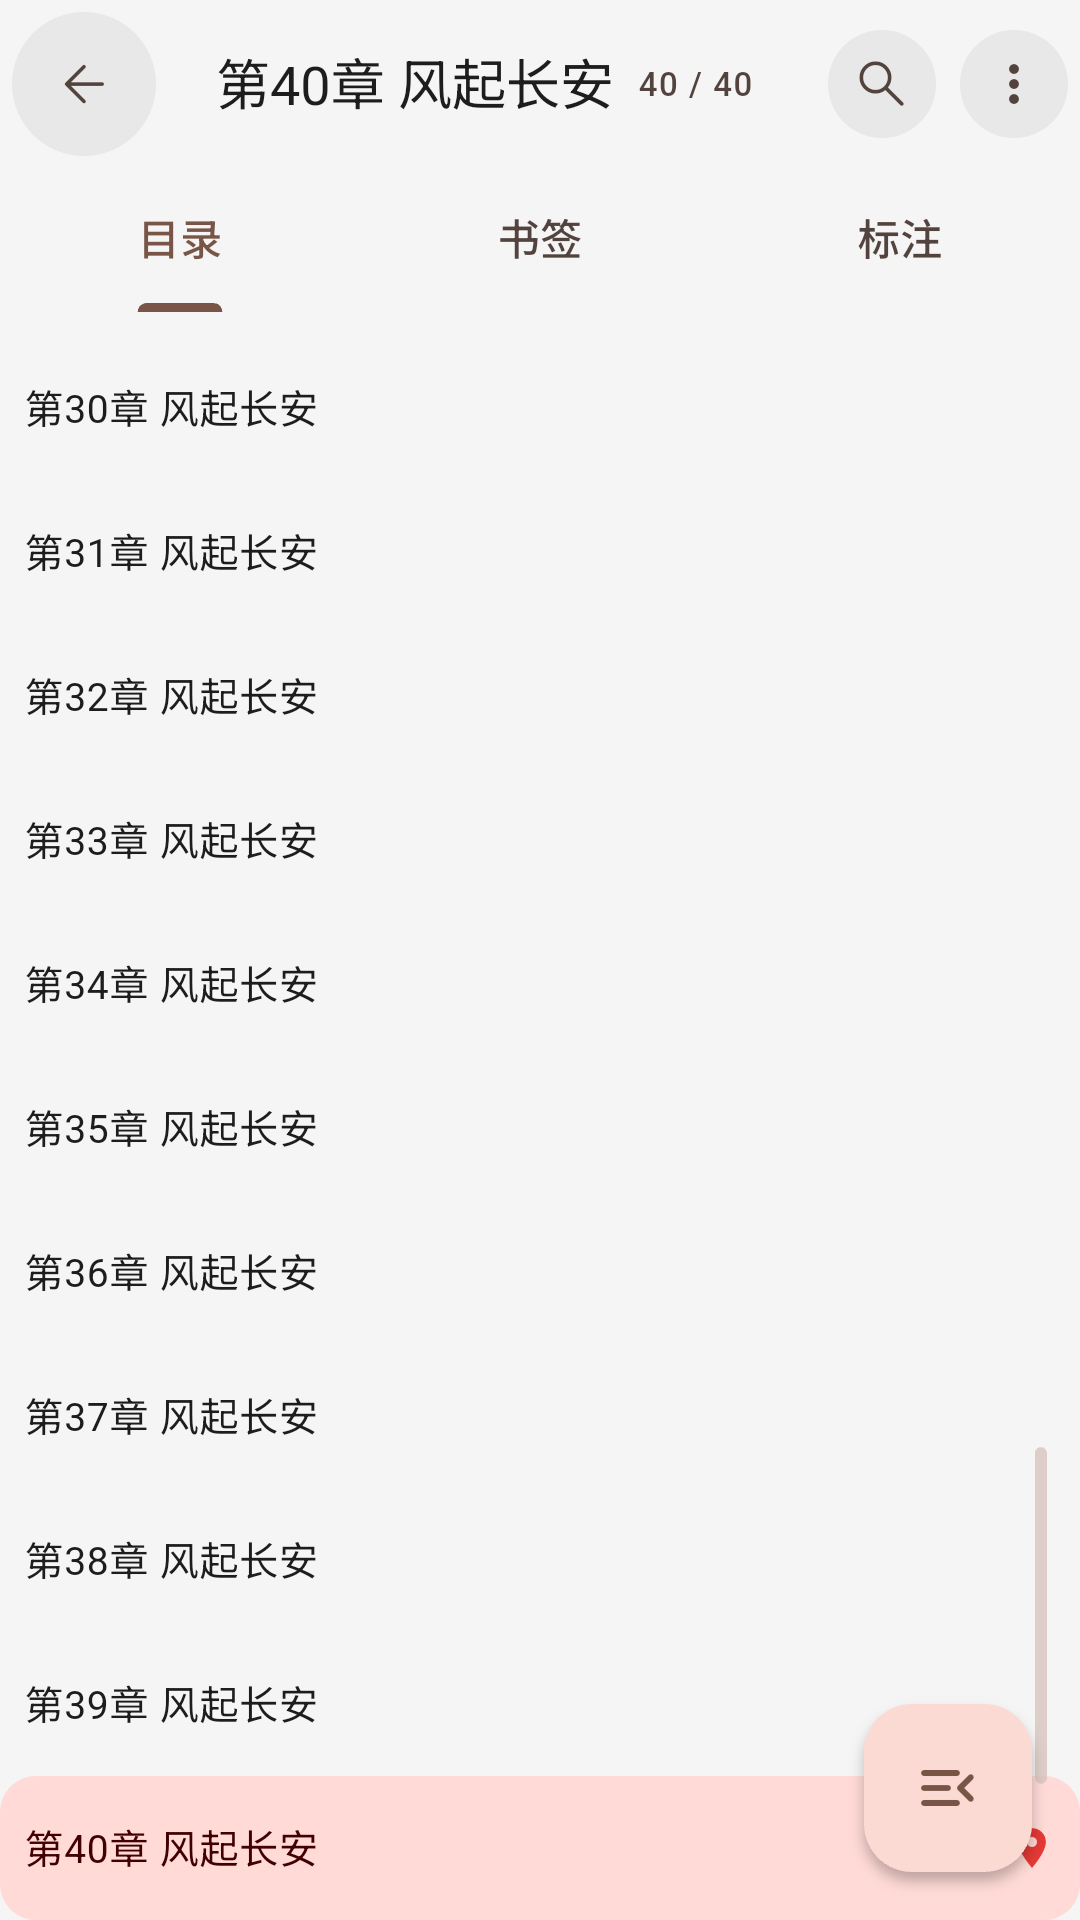 第40章 风起长安 40 / 40
目录 书签 标注
第30章 风起长安
第31章 风起长安
第32章 风起长安
第33章 风起长安
第34章 风起长安
第35章 风起长安
第36章 风起长安
第37章 风起长安
第38章 风起长安
第39章 风起长安
第40章 风起长安